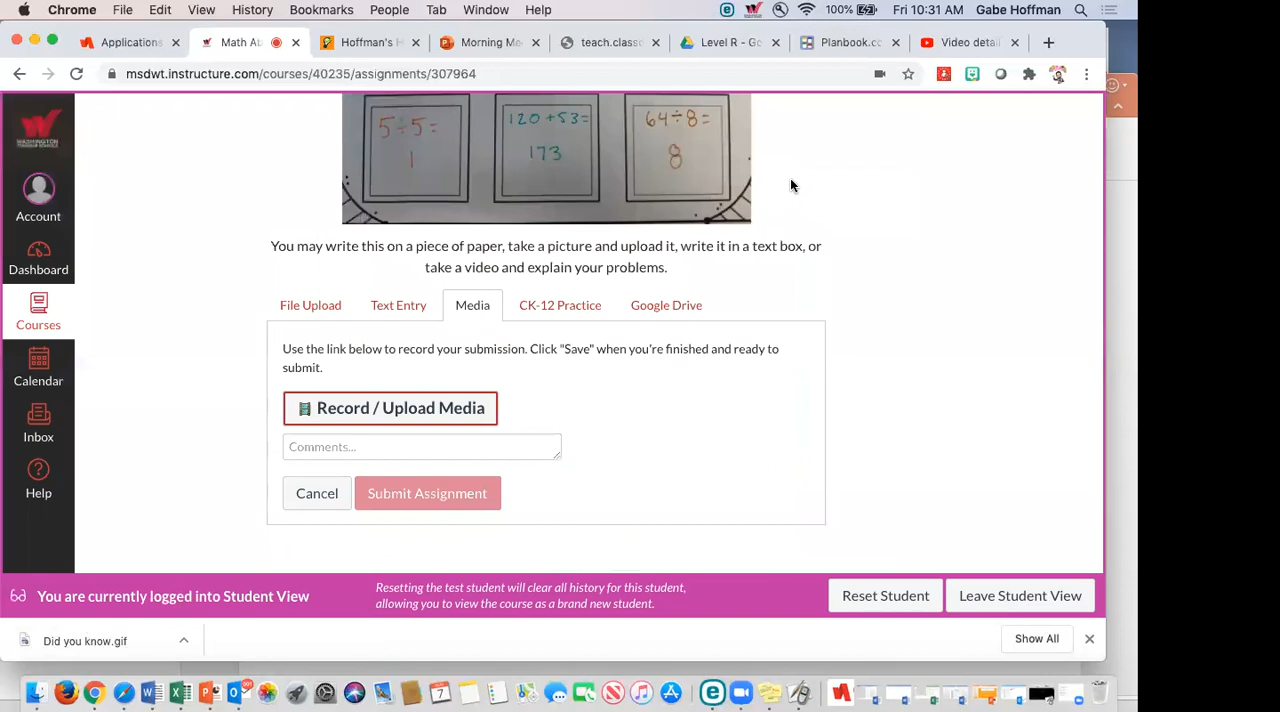 Chrome File Edit View History Bookmarks People Tab Window Help 100% Fri 10:31 AM Gabe Hoffman
Applications Math A Hoffman's H Morning Me teach.class Level R - Go Planbook.cc Video detai
msdwt.instructure.com/courses/40235/assignments/307964
WASHINGTON
TOWNSHIP SCHOOLS
5÷5= 120+53= 64÷8=
1 173 8
You may write this on a piece of paper, take a picture and upload it, write it in a text box, or
take a video and explain your problems.
File Upload Text Entry Media CK-12 Practice Google Drive
Use the link below to record your submission. Click "Save" when you're finished and ready to
submit.
Record / Upload Media
Comments...
Cancel Submit Assignment
Account
Dashboard
Courses
Calendar
Inbox
Help
You are currently logged into Student View
Resetting the test student will clear all history for this student,
allowing you to view the course as a brand new student.
Reset Student Leave Student View
Did you know.gif Show All